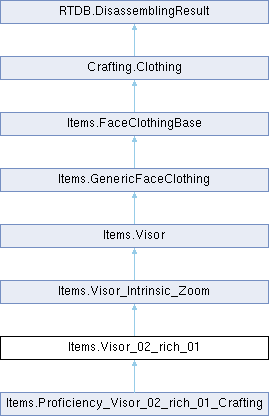 RTDB.DisassemblingResult
Crafting.Clothing
Items.FaceClothingBase
Items.GenericFaceClothing
Items.Visor
Items.Visor_Intrinsic_Zoom
Items.Visor_02_rich_01
Items.Proficiency_Visor_02_rich_01_Crafting